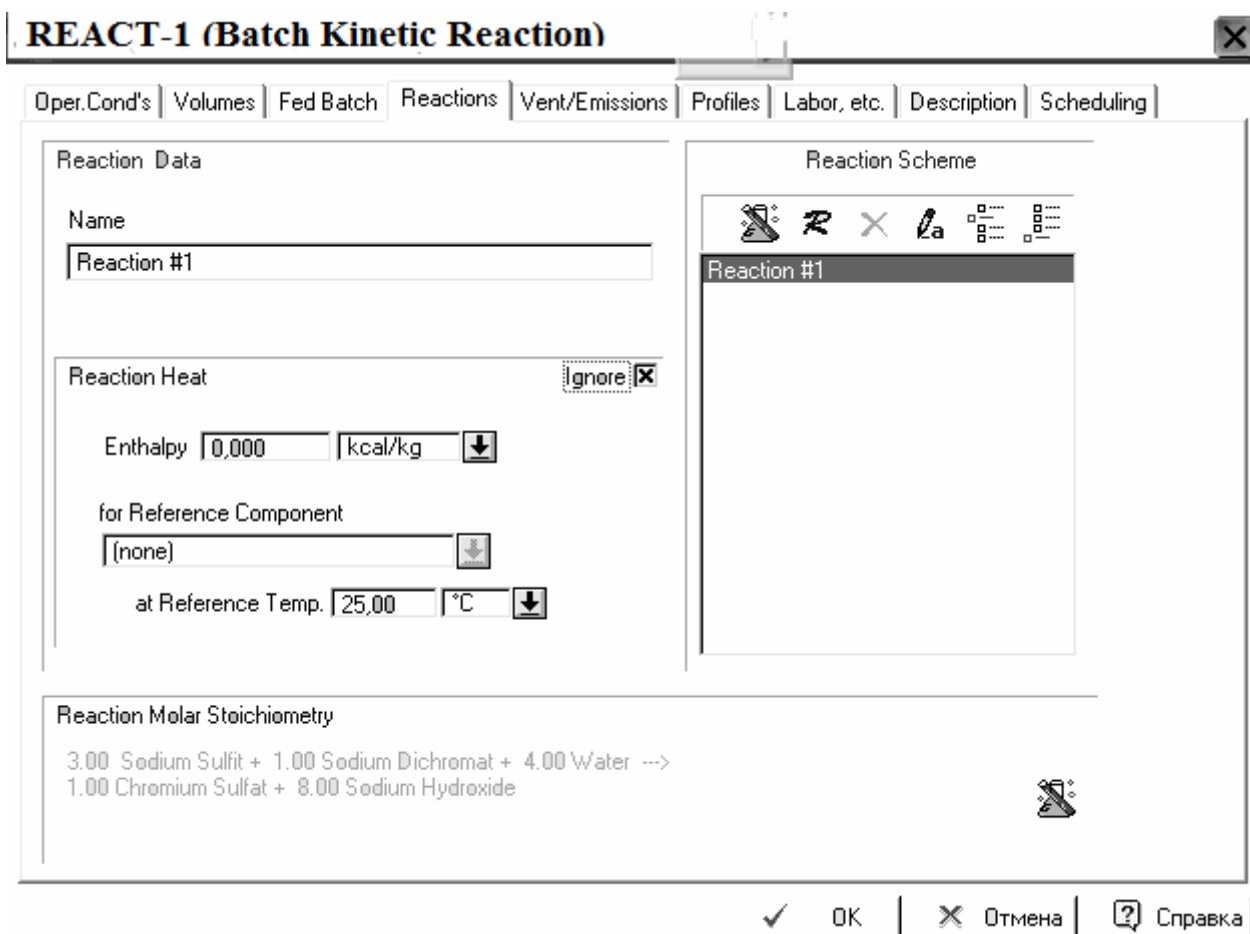 REACT-1 (Batch Kinetic Reaction)
Oper.Cond's Volumes Fed Batch Reactions Vent/Emissions Profiles Labor, etc. Description Scheduling
Reaction Data
Name
Reaction #1
Reaction Heat Ignore
Enthalpy 0,000 kcal/kg
for Reference Component
(none)
at Reference Temp. 25,00 °C
Reaction Scheme
R a
Reaction #1
Reaction Molar Stoichiometry
3.00 Sodium Sulfit + 1.00 Sodium Dichromat + 4.00 Water --->
1.00 Chromium Sulfat + 8.00 Sodium Hydroxide
OK Отмена Справка